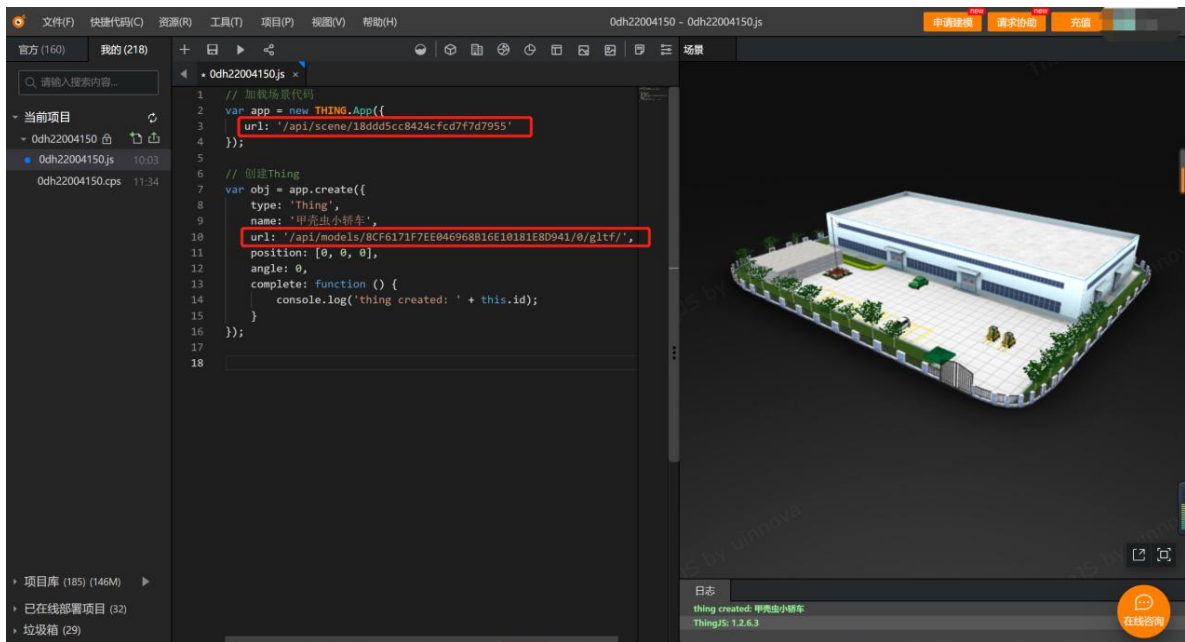 文件(F) 快捷代码(C) 资源(R) 工具(T) 项目(P) 视图(V) 帮助(H) 0dh22004150 - 0dh22004150.js 申请建模 new 请求协助 new 充值
官方 (160) 我的 (218) 场景
请输入搜索内容...
0dh22004150.js ×
当前项目
0dh22004150
0dh22004150.js 10:03
0dh22004150.cps 11:34
1 // 加载场景代码
2 var app = new THING.App({
3 url: '/api/scene/18ddd5cc8424cfcd7f7d7955'
4 });
5
6 // 创建Thing
7 var obj = app.create({
8 type: 'Thing',
9 name: '甲壳虫小轿车',
10 url: '/api/models/8CF6171F7EE046968B16E10181E8D941/0/gltf/',
11 position: [0, 0, 0],
12 angle: 0,
13 complete: function () {
14 console.log('thing created: ' + this.id);
15 }
16 });
17
18
项目库 (185) (146M)
已在线部署项目 (32)
垃圾箱 (29)
日志
thing created: 甲壳虫小轿车
ThingJS: 1.2.6.3
在线咨询